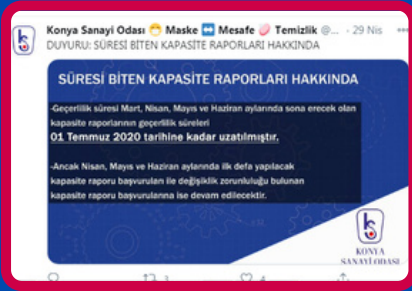 Konya Sanayi Odası 😷 Maske ↔️ Mesafe 🧼 Temizlik @... · 29 Nis
DUYURU: SÜRESİ BİTEN KAPASİTE RAPORLARI HAKKINDA
SÜRESİ BİTEN KAPASİTE RAPORLARI HAKKINDA
-Geçerlilik süresi Mart, Nisan, Mayıs ve Haziran aylarında sona erecek olan
kapasite raporlarının geçerlilik süreleri
01 Temmuz 2020 tarihine kadar uzatılmıştır.
-Ancak Nisan, Mayıs ve Haziran aylarında ilk defa yapılacak
kapasite raporu başvuruları ile değişiklik zorunluluğu bulunan
kapasite raporu başvurularına ise devam edilecektir.
KONYA
SANAYİ ODASI
3
4